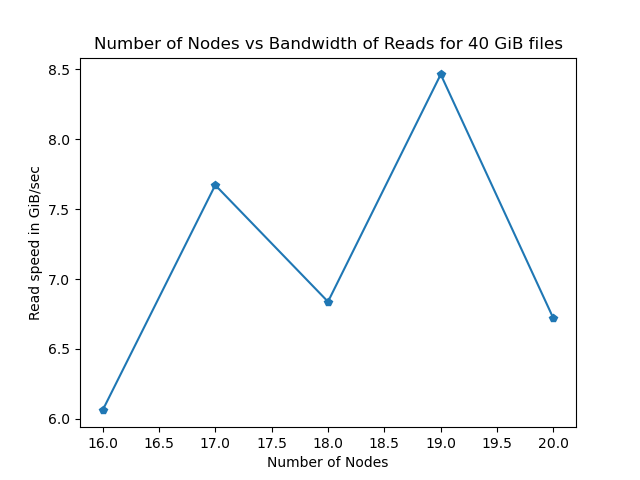 Number of Nodes vs Bandwidth of Reads for 40 GiB files
8.5
8.0
7.5
7.0
6.5
6.0
Read speed in GiB/sec
16.0 16.5 17.0 17.5 18.0 18.5 19.0 19.5 20.0
Number of Nodes